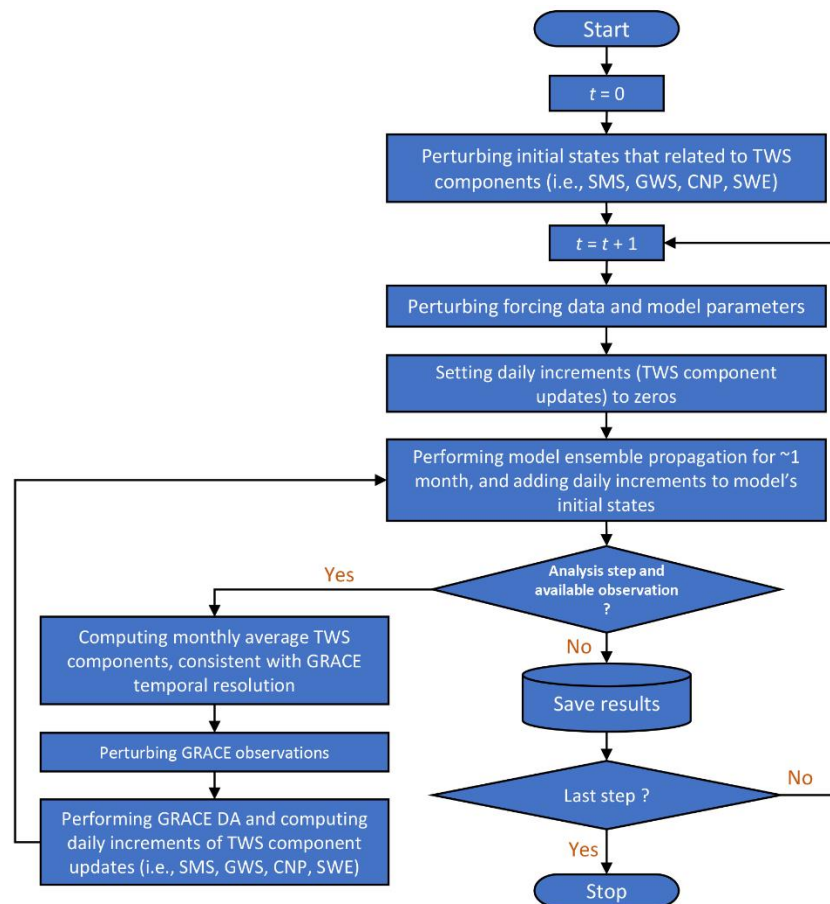 Start
t = 0
Perturbing initial states that related to TWS
components (i.e., SMS, GWS, CNP, SWE)
t = t + 1
Perturbing forcing data and model parameters
Setting daily increments (TWS component
updates) to zeros
Performing model ensemble propagation for ~1
month, and adding daily increments to model's
initial states
Analysis step and
available observation
?
Yes
No
Computing monthly average TWS
components, consistent with GRACE
temporal resolution
Perturbing GRACE observations
Performing GRACE DA and computing
daily increments of TWS component
updates (i.e., SMS, GWS, CNP, SWE)
Save results
Last step ?
No
Yes
Stop